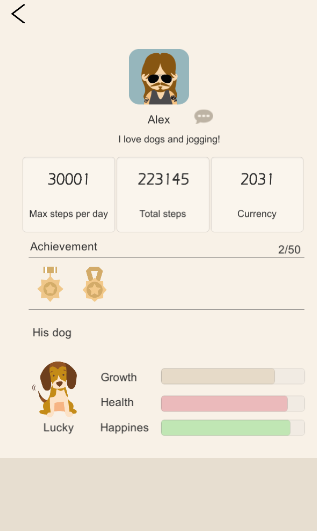 Alex
I love dogs and jogging!
30001 223145 2031
Max steps per day Total steps Currency
Achievement 2/50
His dog
Growth
Health
Lucky Happines